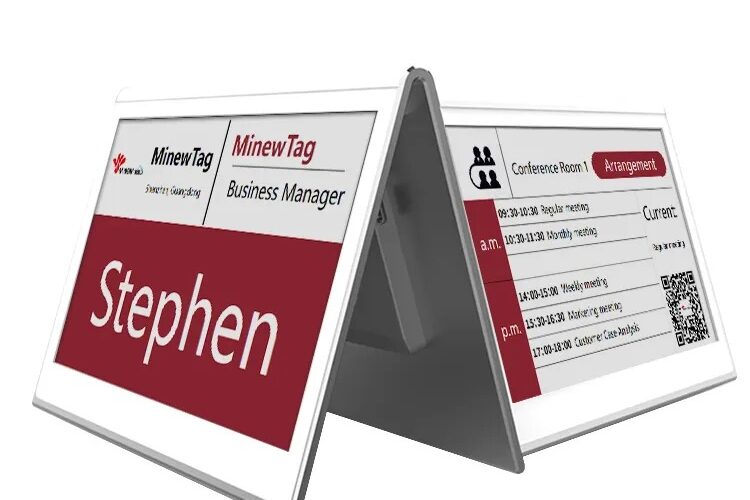 MinewTag
Shenzhen, Guangdong
MinewTag
Business Manager
Stephen
Conference Room 1
Arrangement
a.m.
09:30-10:30 Regular meeting
10:30-11:30 Monthly meeting
p.m.
14:00-15:00 Weekly meeting
15:30-16:30 Marketing meeting
17:00-18:00 Customer Case Analysis
Current:
Regular meeting